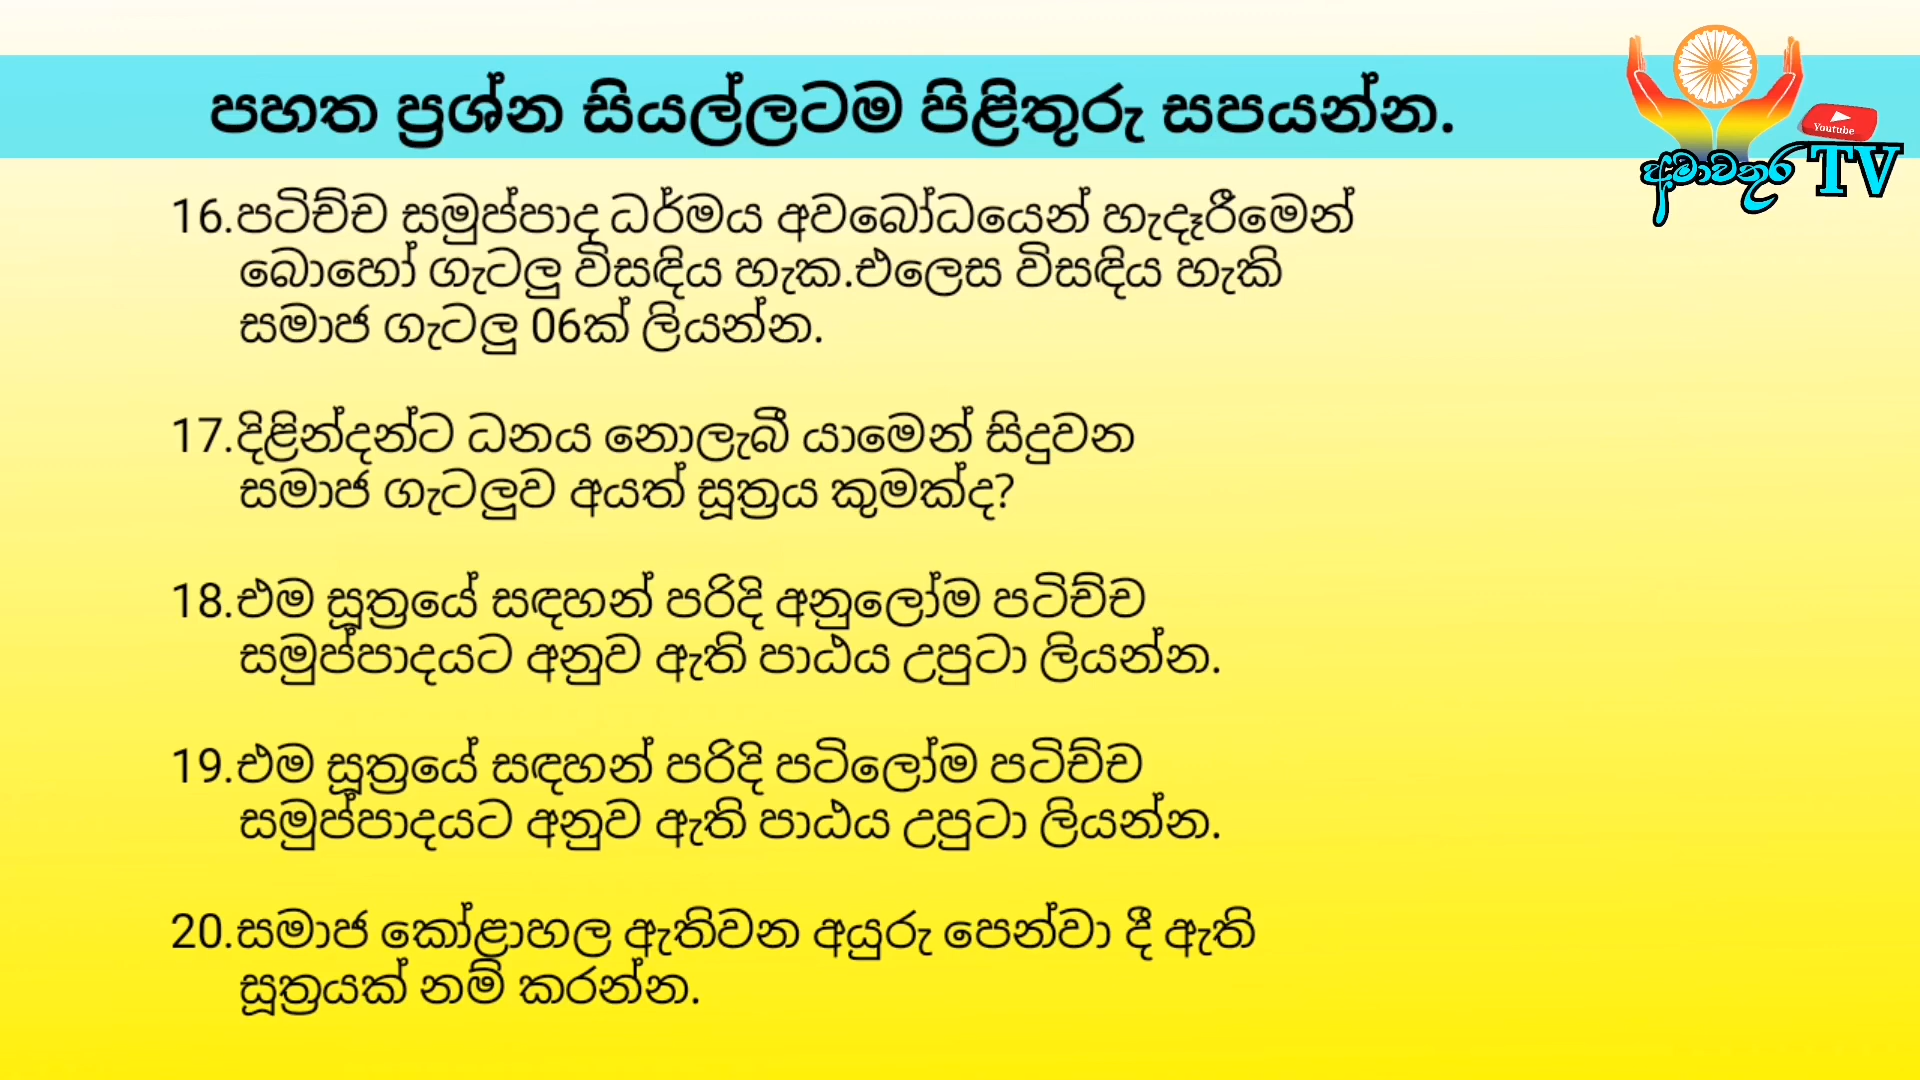 පහත ප්‍රශ්න සියල්ලටම පිළිතුරු සපයන්න.
Youtube
අමාවතුර TV
16.පටිච්ච සමුප්පාද ධර්මය අවබෝධයෙන් හැදෑරීමෙන්
බොහෝ ගැටලු විසඳිය හැක.එලෙස විසඳිය හැකි
සමාජ ගැටලු 06ක් ලියන්න.
17.දිළින්දන්ට ධනය නොලැබී යාමෙන් සිදුවන
සමාජ ගැටලුව අයත් සූත්‍රය කුමක්ද?
18.එම සූත්‍රයේ සඳහන් පරිදි අනුලෝම පටිච්ච
සමුප්පාදයට අනුව ඇති පාඨය උපුටා ලියන්න.
19.එම සූත්‍රයේ සඳහන් පරිදි පටිලෝම පටිච්ච
සමුප්පාදයට අනුව ඇති පාඨය උපුටා ලියන්න.
20.සමාජ කෝළාහල ඇතිවන අයුරු පෙන්වා දී ඇති
සූත්‍රයක් නම් කරන්න.